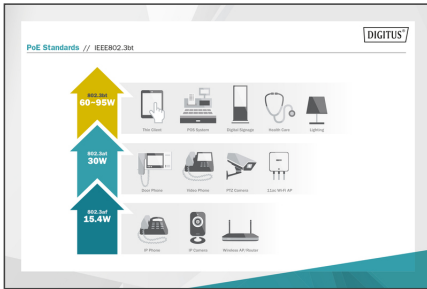 DIGITUS®
PoE Standards // IEEE802.3bt
802.3bt
60~95W
Thin Client
POS System
Digital Signage
Health Care
Lighting
802.3at
30W
Door Phone
Video Phone
PTZ Camera
11ac Wi-Fi AP
802.3af
15.4W
IP Phone
IP Camera
Wireless AP/Router